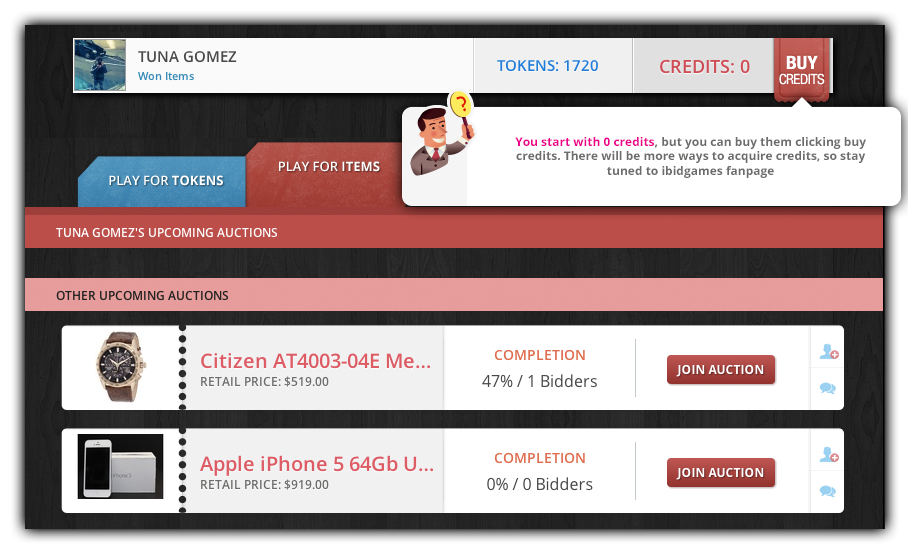 TUNA GOMEZ
Won Items
TOKENS: 1720
CREDITS: 0
BUY
CREDITS
?
You start with 0 credits, but you can buy them clicking buy
credits. There will be more ways to acquire credits, so stay
tuned to ibidgames fanpage
PLAY FOR TOKENS
PLAY FOR ITEMS
TUNA GOMEZ'S UPCOMING AUCTIONS
OTHER UPCOMING AUCTIONS
Citizen AT4003-04E Me...
RETAIL PRICE: $519.00
COMPLETION
47% / 1 Bidders
JOIN AUCTION
Apple iPhone 5 64Gb U...
RETAIL PRICE: $919.00
COMPLETION
0% / 0 Bidders
JOIN AUCTION